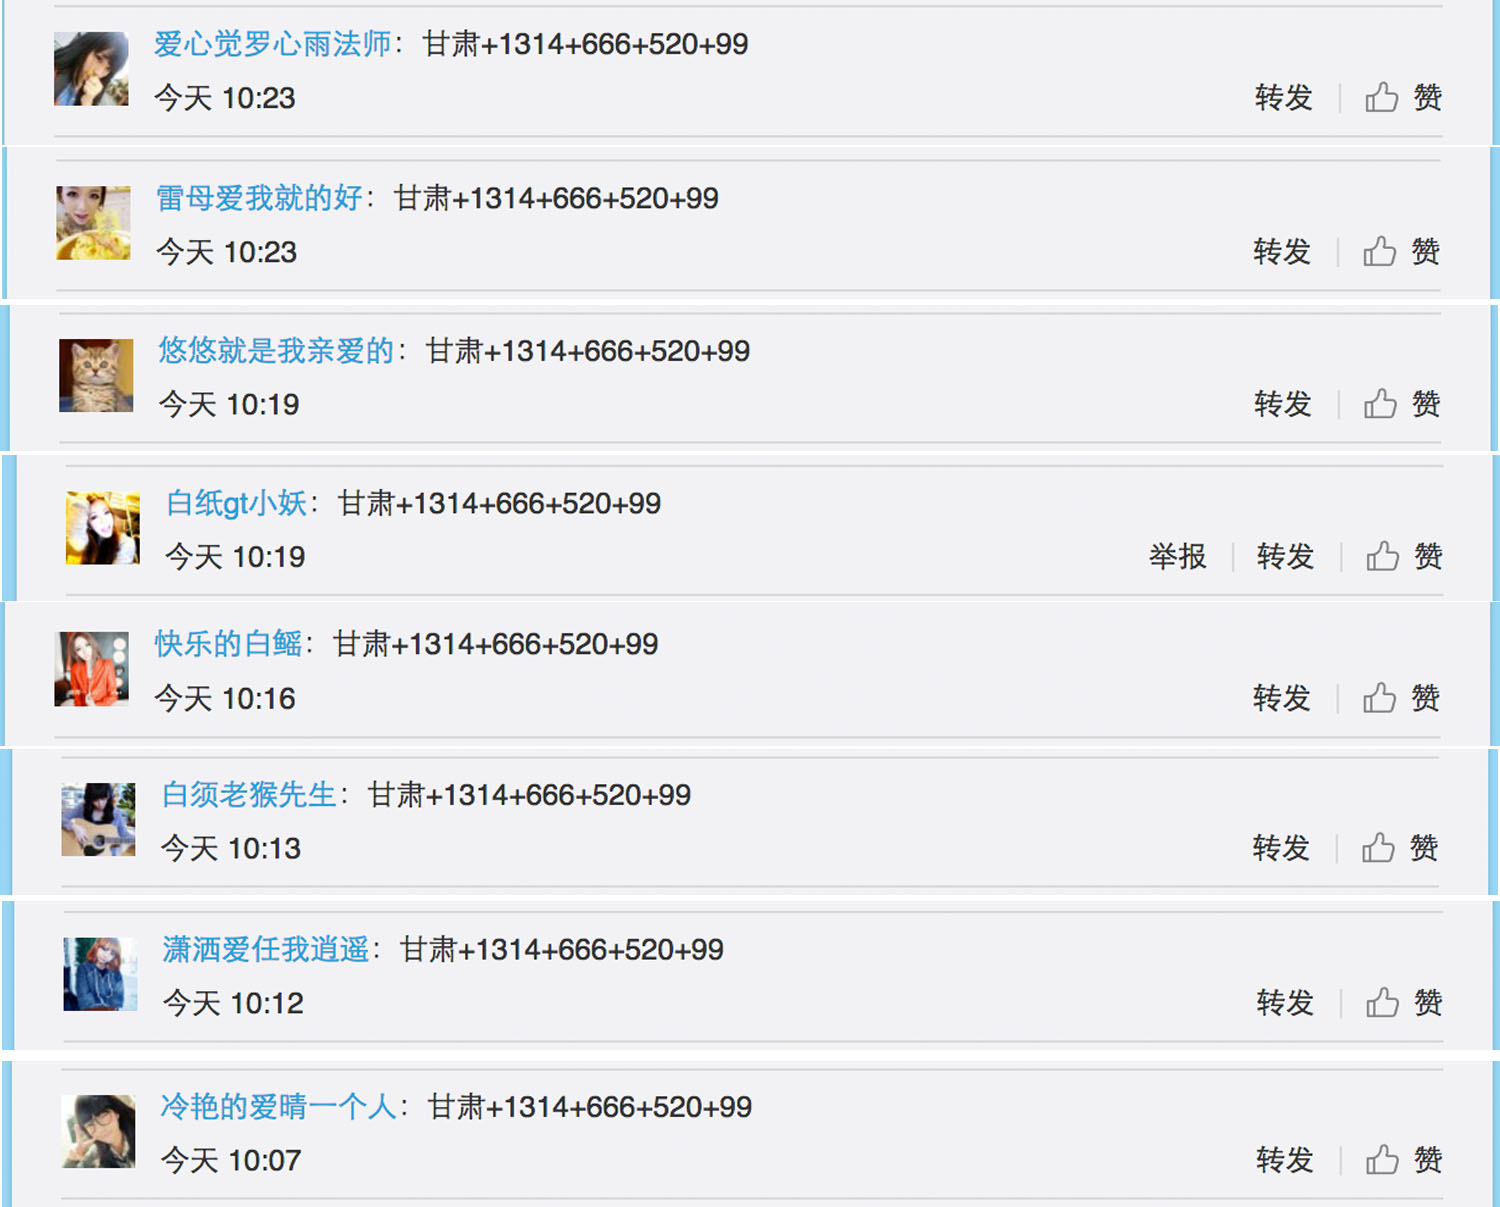 爱心觉罗心雨法师：甘肃+1314+666+520+99
今天 10:23 转发 赞
雷母爱我就的好：甘肃+1314+666+520+99
今天 10:23 转发 赞
悠悠就是我亲爱的：甘肃+1314+666+520+99
今天 10:19 转发 赞
白纸gt小妖：甘肃+1314+666+520+99
今天 10:19 举报 转发 赞
快乐的白鳐：甘肃+1314+666+520+99
今天 10:16 转发 赞
白须老猴先生：甘肃+1314+666+520+99
今天 10:13 转发 赞
潇洒爱任我逍遥：甘肃+1314+666+520+99
今天 10:12 转发 赞
冷艳的爱晴一个人：甘肃+1314+666+520+99
今天 10:07 转发 赞